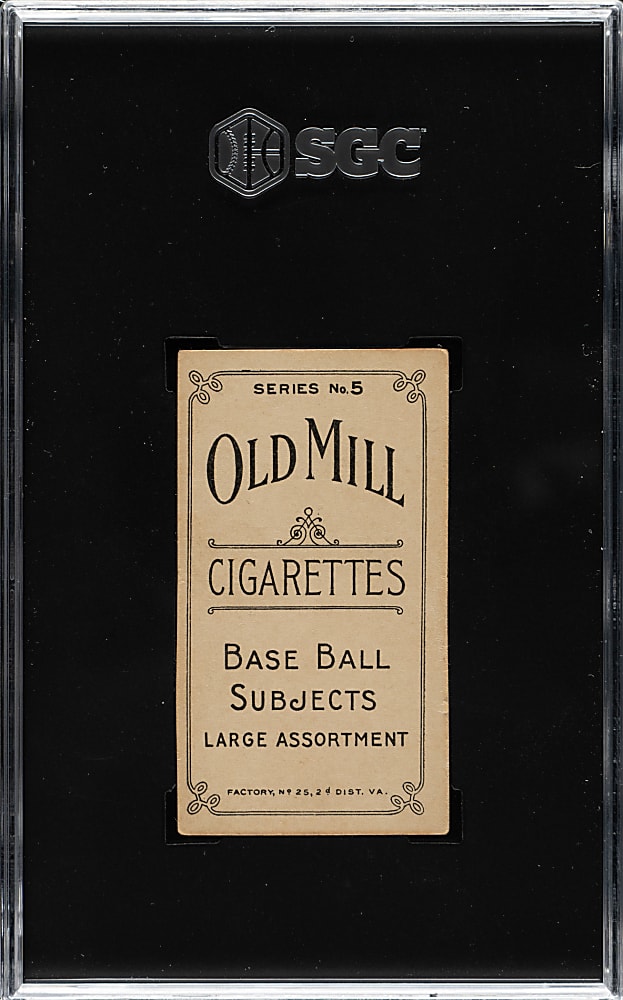 SGC
SERIES No. 5
OLD MILL
CIGARETTES
BASE BALL
SUBJECTS
LARGE ASSORTMENT
FACTORY, Nº 25, 2d DIST. VA.